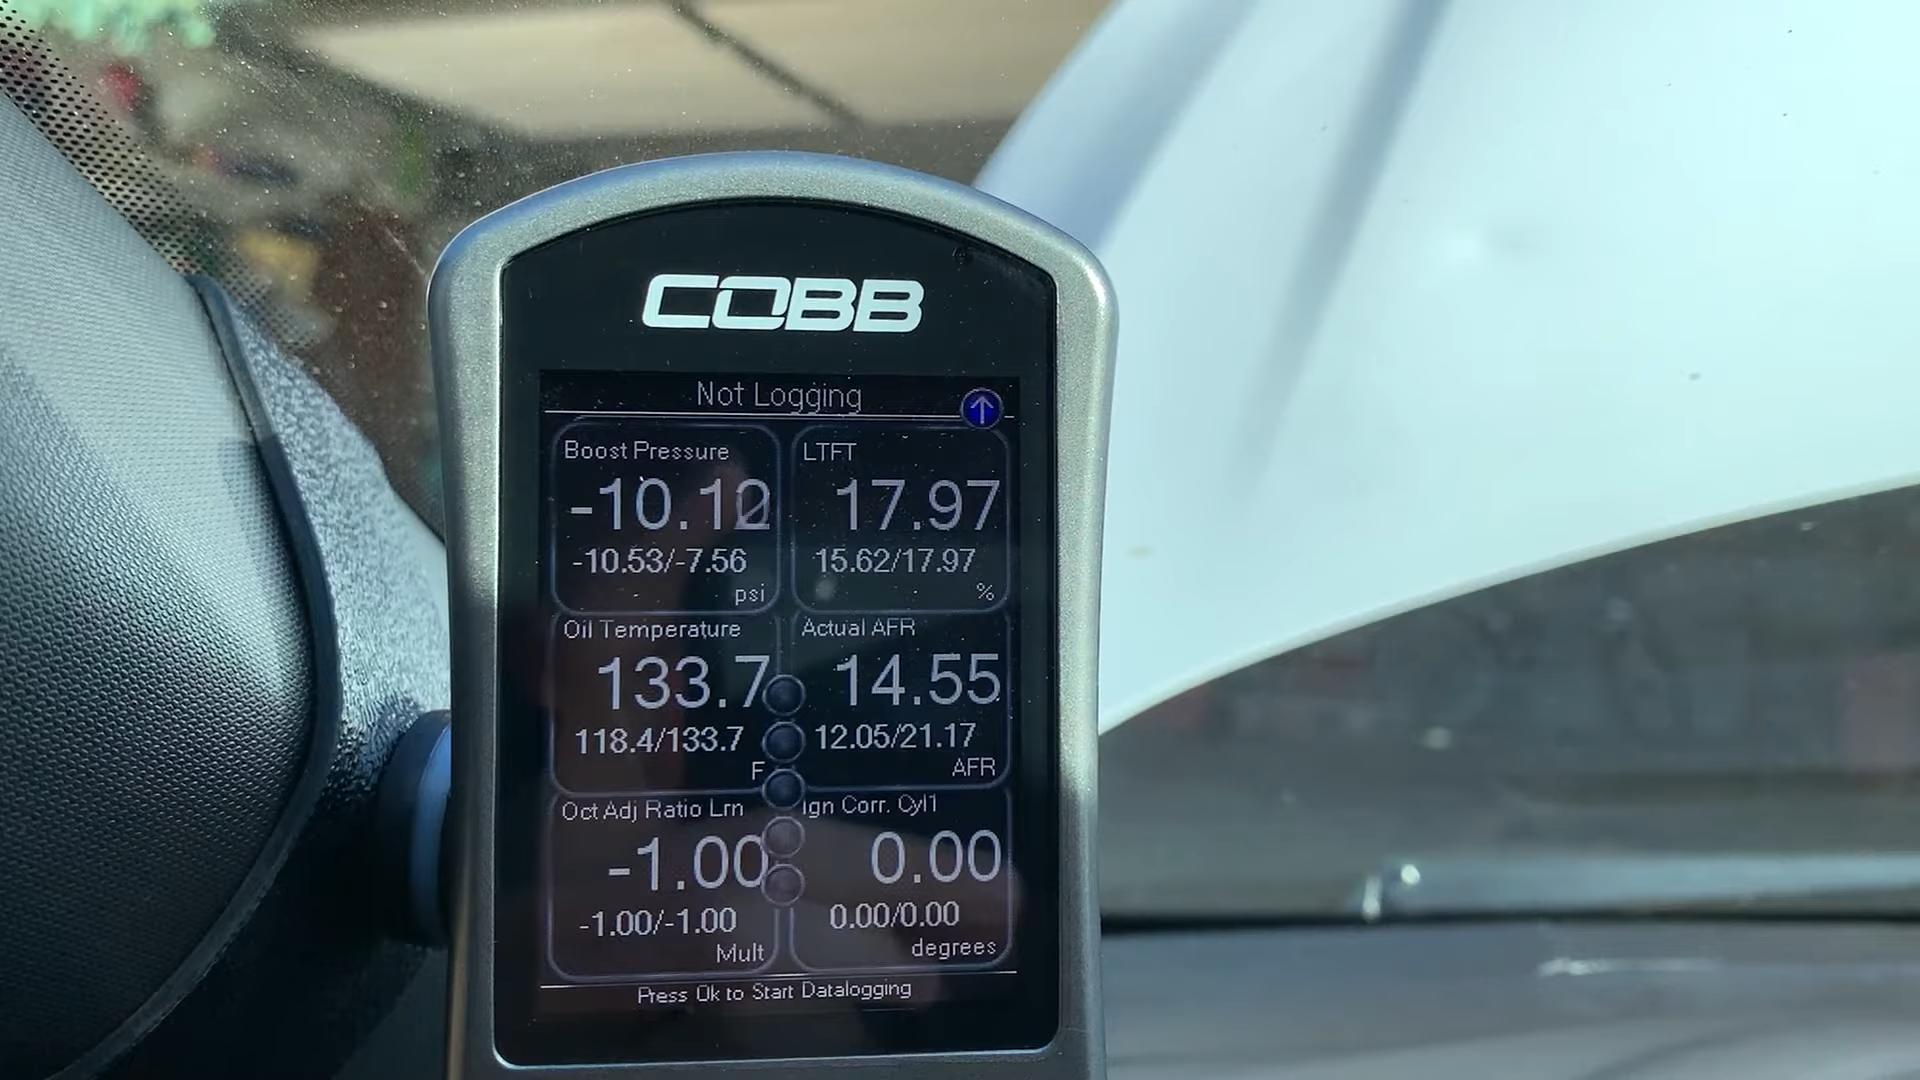 COBB
Not Logging
Boost Pressure
-10.12
-10.53/-7.56
psi
LTFT
17.97
15.62/17.97
%
Oil Temperature
133.7
118.4/133.7
F
Actual AFR
14.55
12.05/21.17
AFR
Oct Adj Ratio Lrn
-1.00
-1.00/-1.00
Mult
Ign Corr. Cyl1
0.00
0.00/0.00
degrees
Press Ok to Start Datalogging